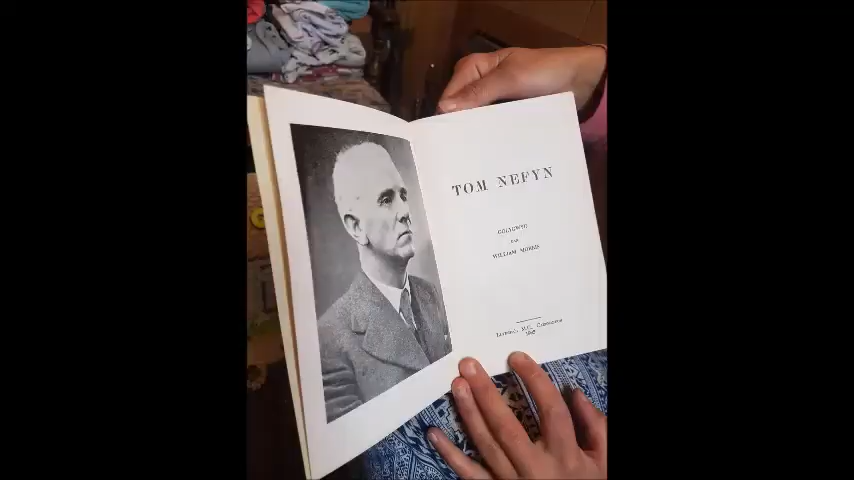 TOM NEFYN
GOLYGWYD
GAN
WILLIAM MORRIS
M.C.